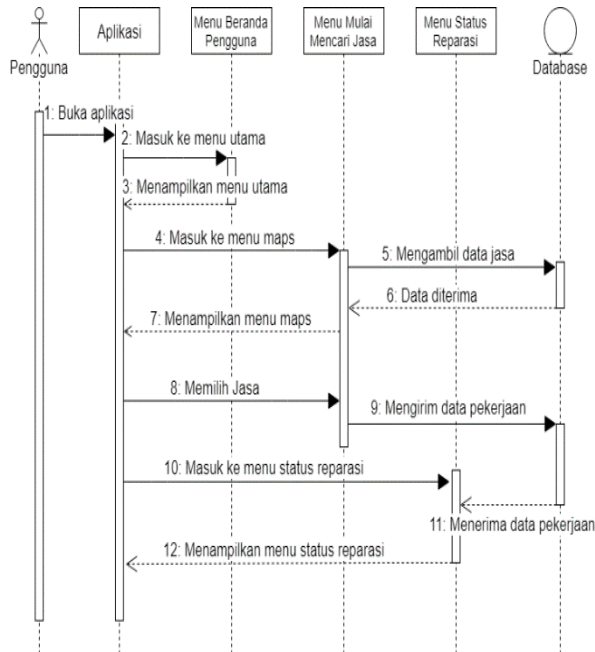 Pengguna
Aplikasi
Menu Beranda
Pengguna
Menu Mulai
Mencari Jasa
Menu Status
Reparasi
Database
1: Buka aplikasi
2: Masuk ke menu utama
3: Menampilkan menu utama
4: Masuk ke menu maps
5: Mengambil data jasa
6: Data diterima
7: Menampilkan menu maps
8: Memilih Jasa
9: Mengirim data pekerjaan
10: Masuk ke menu status reparasi
11: Menerima data pekerjaan
12: Menampilkan menu status reparasi